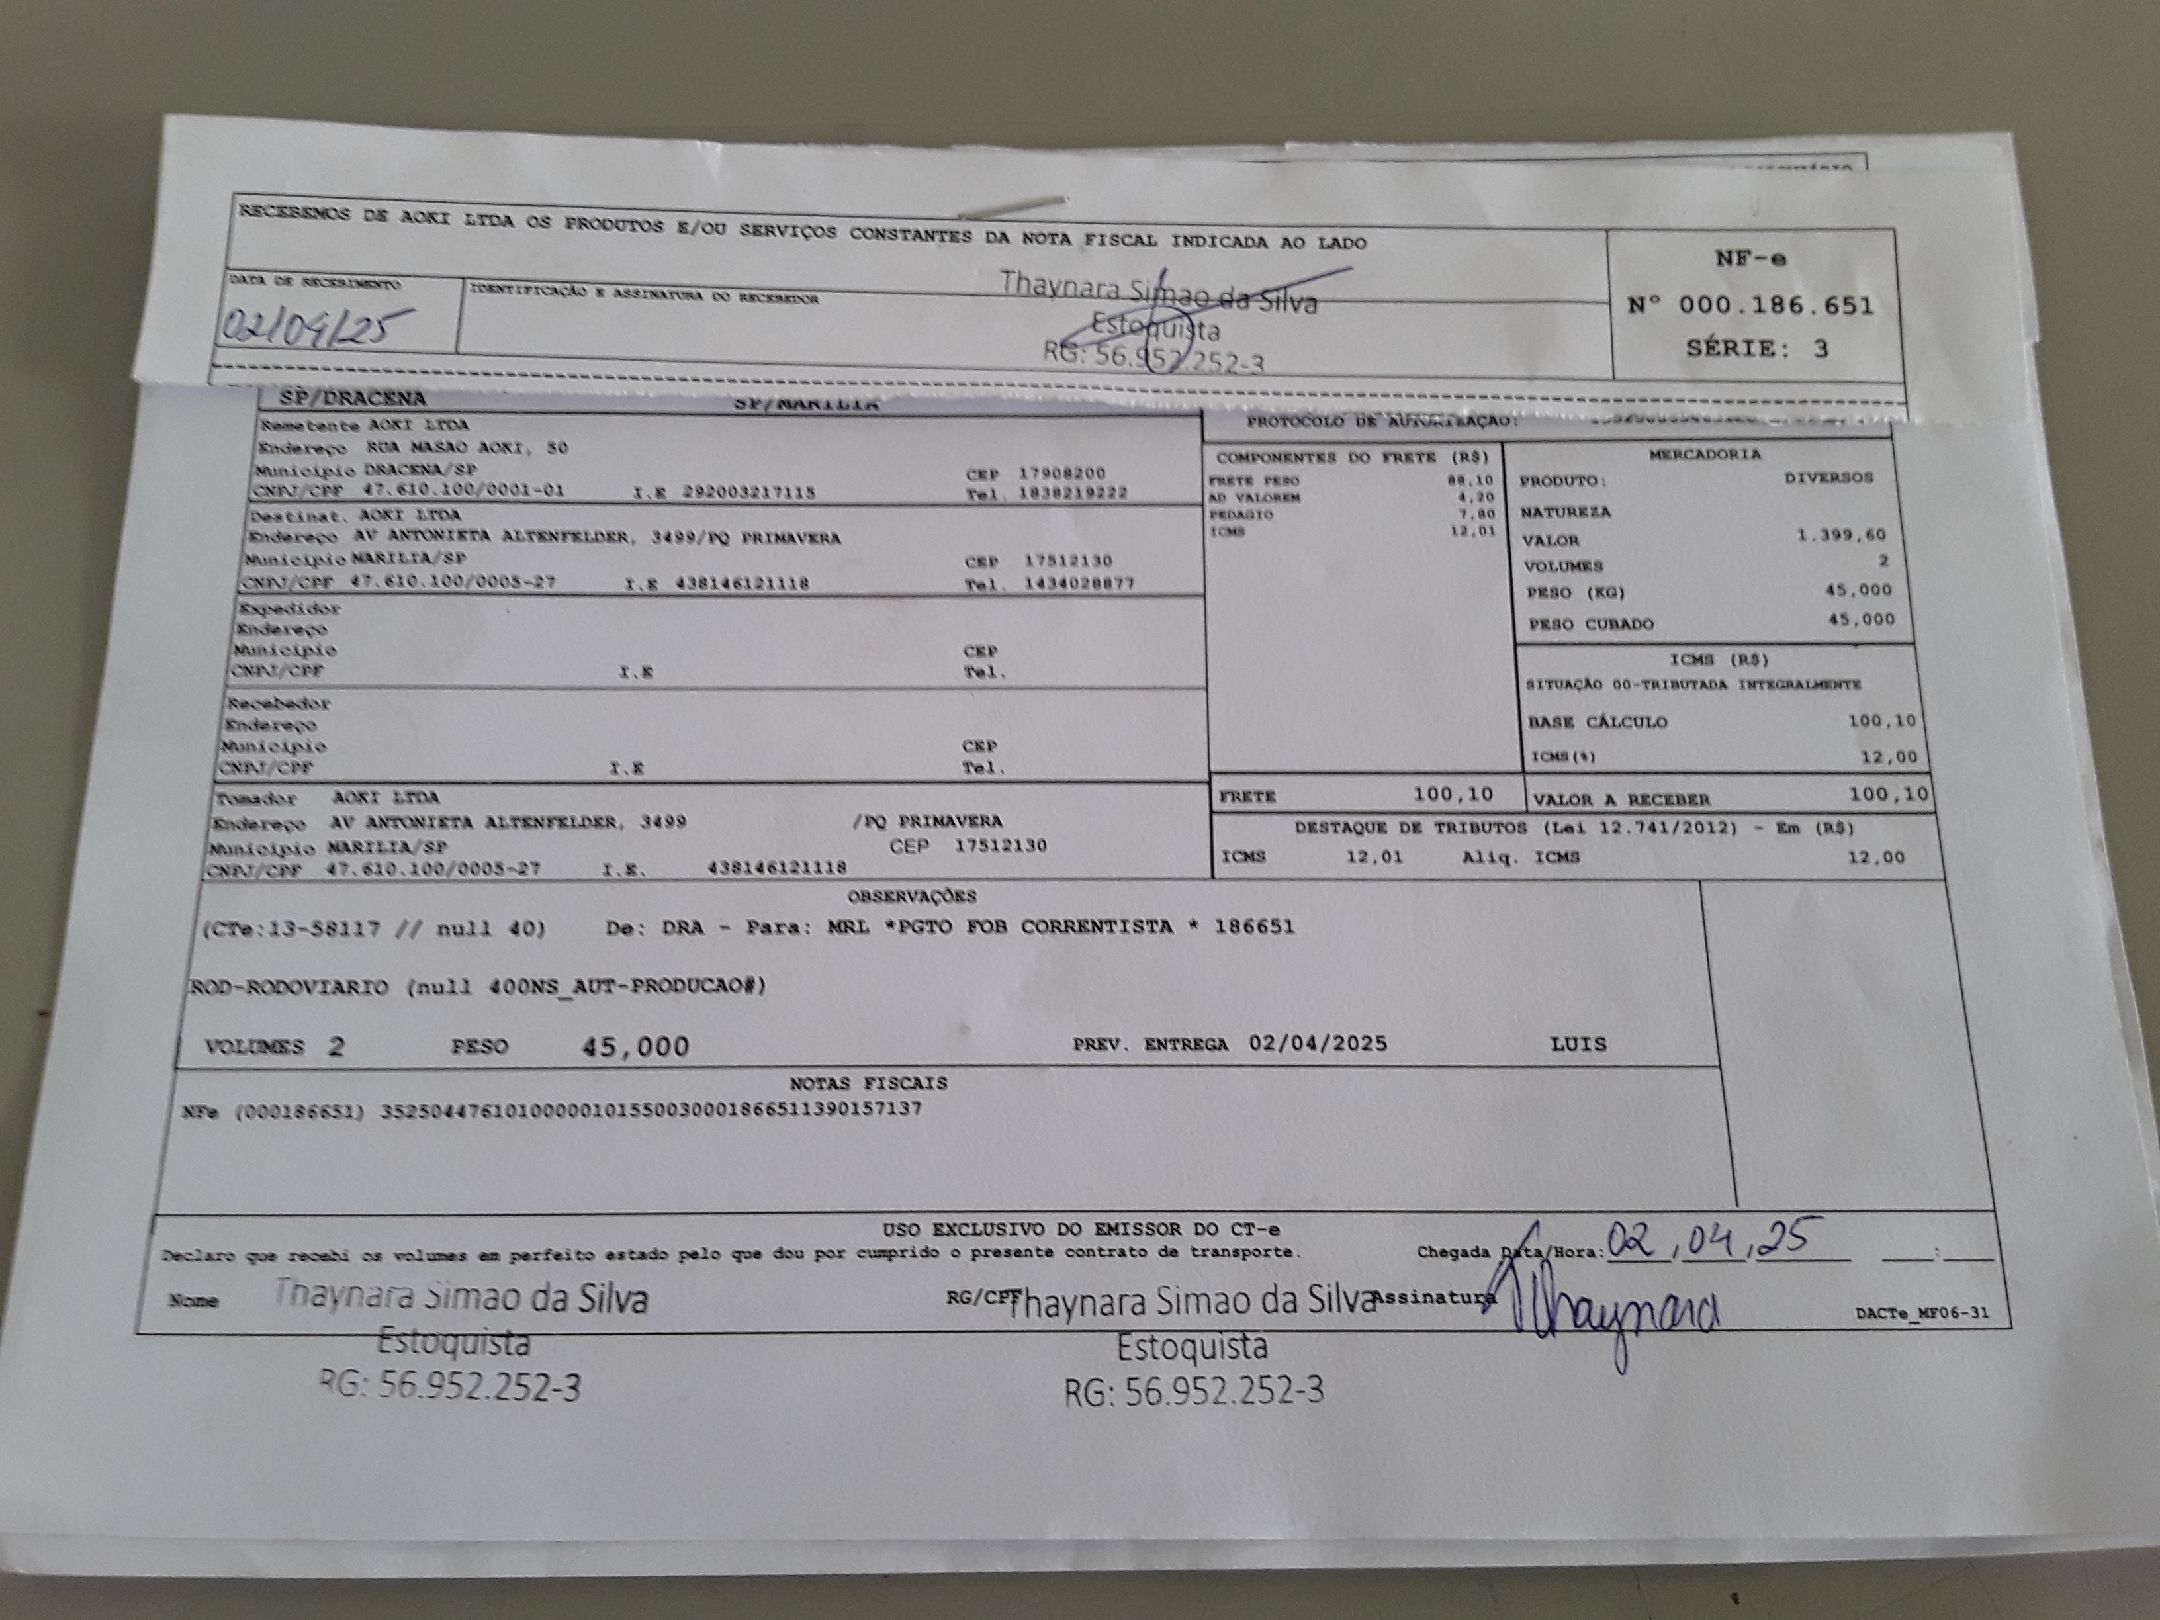 RECEBEMOS DE AOKI LTDA OS PRODUTOS E/OU SERVIÇOS CONSTANTES DA NOTA FISCAL INDICADA AO LADO
NF-e
Nº 000.186.651
SÉRIE: 3
DATA DE RECEBIMENTO
02/04/25
IDENTIFICAÇÃO E ASSINATURA DO RECEBEDOR
Thaynara Simao da Silva
Estoquista
RG: 56.952.252-3
SP/DRACENA SP/MARILIA
PROTOCOLO DE AUTORIZAÇÃO:
Remetente AOKI LTDA
Endereço RUA MASAO AOKI, 50
Município DRACENA/SP CEP 17908200
CNPJ/CPF 47.610.100/0001-01 I.E 292003217115 Tel. 1838219222
Destinat. AOKI LTDA
Endereço AV ANTONIETA ALTENFELDER, 3499/PQ PRIMAVERA
Município MARILIA/SP CEP 17512130
CNPJ/CPF 47.610.100/0005-27 I.E 438146121118 Tel. 1434028877
Expedidor
Endereço
Município CEP
CNPJ/CPF I.E Tel.
Recebedor
Endereço
Município CEP
CNPJ/CPF I.E Tel.
Tomador AOKI LTDA
Endereço AV ANTONIETA ALTENFELDER, 3499 /PQ PRIMAVERA
Município MARILIA/SP CEP 17512130
CNPJ/CPF 47.610.100/0005-27 I.E. 438146121118
COMPONENTES DO FRETE (R$)
FRETE PESO 88,10
AD VALOREM 4,20
PEDAGIO 7,80
ICMS 12,01
MERCADORIA
PRODUTO: DIVERSOS
NATUREZA
VALOR 1.399,60
VOLUMES 2
PESO (KG) 45,000
PESO CUBADO 45,000
ICMS (R$)
SITUAÇÃO 00-TRIBUTADA INTEGRALMENTE
BASE CÁLCULO 100,10
ICMS(%) 12,00
FRETE 100,10 VALOR A RECEBER 100,10
DESTAQUE DE TRIBUTOS (Lei 12.741/2012) - Em (R$)
ICMS 12,01 Aliq. ICMS 12,00
OBSERVAÇÕES
(CTe:13-58117 // null 40) De: DRA - Para: MRL *PGTO FOB CORRENTISTA * 186651
ROD-RODOVIARIO (null 400NS_AUT-PRODUCAO#)
VOLUMES 2 PESO 45,000 PREV. ENTREGA 02/04/2025 LUIS
NOTAS FISCAIS
NFe (000186651) 35250447610100000101550030001866511390157137
USO EXCLUSIVO DO EMISSOR DO CT-e
Declaro que recebi os volumes em perfeito estado pelo que dou por cumprido o presente contrato de transporte. Chegada Data/Hora: 02,04,25 :
Nome Thaynara Simao da Silva RG/CPF Thaynara Simao da Silva Assinatura Thaynara DACTe_MF06-31
Estoquista Estoquista
RG: 56.952.252-3 RG: 56.952.252-3